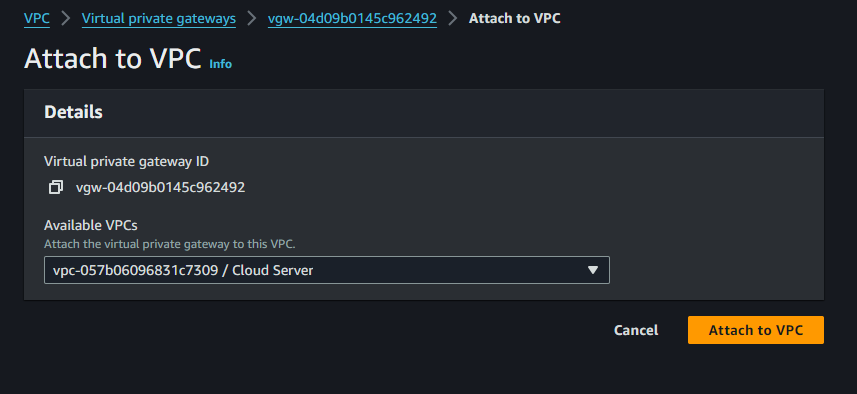 VPC > Virtual private gateways > vgw-04d09b0145c962492 > Attach to VPC
Attach to VPC Info
Details
Virtual private gateway ID
vgw-04d09b0145c962492
Available VPCs
Attach the virtual private gateway to this VPC.
vpc-057b06096831c7309 / Cloud Server
Cancel Attach to VPC